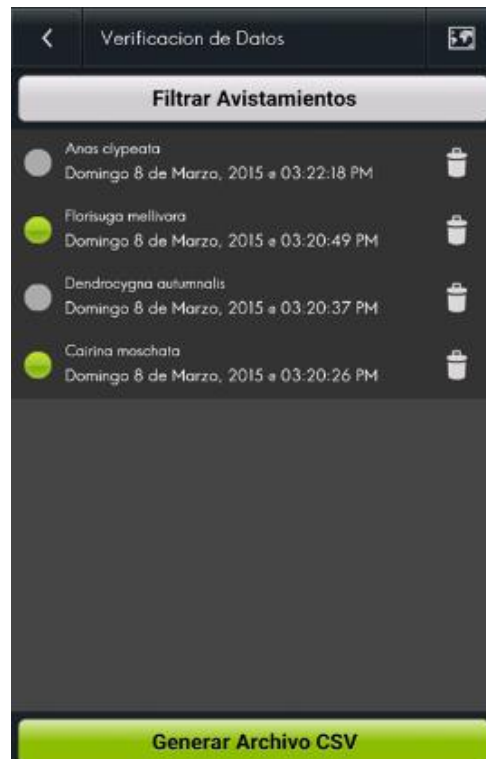 Verificacion de Datos
Filtrar Avistamientos
Anas clypeata
Domingo 8 de Marzo, 2015 a 03:22:18 PM
Florisuga mellivora
Domingo 8 de Marzo, 2015 a 03:20:49 PM
Dendrocygna autumnalis
Domingo 8 de Marzo, 2015 a 03:20:37 PM
Cairina moschata
Domingo 8 de Marzo, 2015 a 03:20:26 PM
Generar Archivo CSV